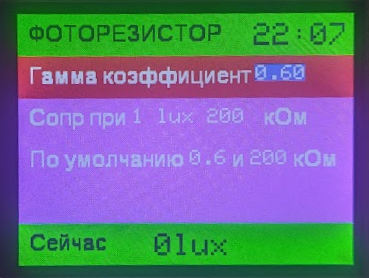 ФОТОРЕЗИСТОР 22:07
Гамма коэффициент 0.60
Сопр при 1 lux 200 кОм
По умолчанию 0.6 и 200 кОм
Сейчас 0lux